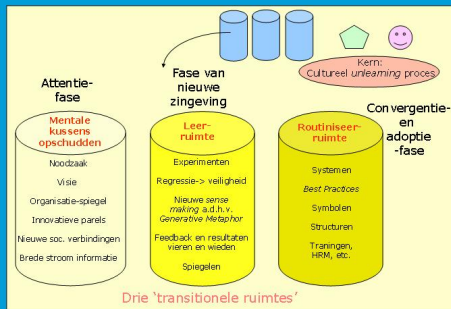 Kern:
Cultureel unlearning proces
Attentie-
fase
Fase van
nieuwe
zingeving
Convergentie-
en
adoptie
-fase
Mentale
kussens
opschudden
Noodzaak
Visie
Organisatie-spiegel
Innovatieve parels
Nieuwe soc. verbindingen
Brede stroom informatie
Leer-
ruimte
Experimenten
Regressie-> veiligheid
Nieuwe sense
making a.d.h.v.
Generative Metaphor
Feedback en resultaten
vieren en wieden
Spiegelen
Routiniseer-
ruimte
Systemen
Best Practices
Symbolen
Structuren
Traningen,
HRM, etc.
Drie 'transitionele ruimtes'